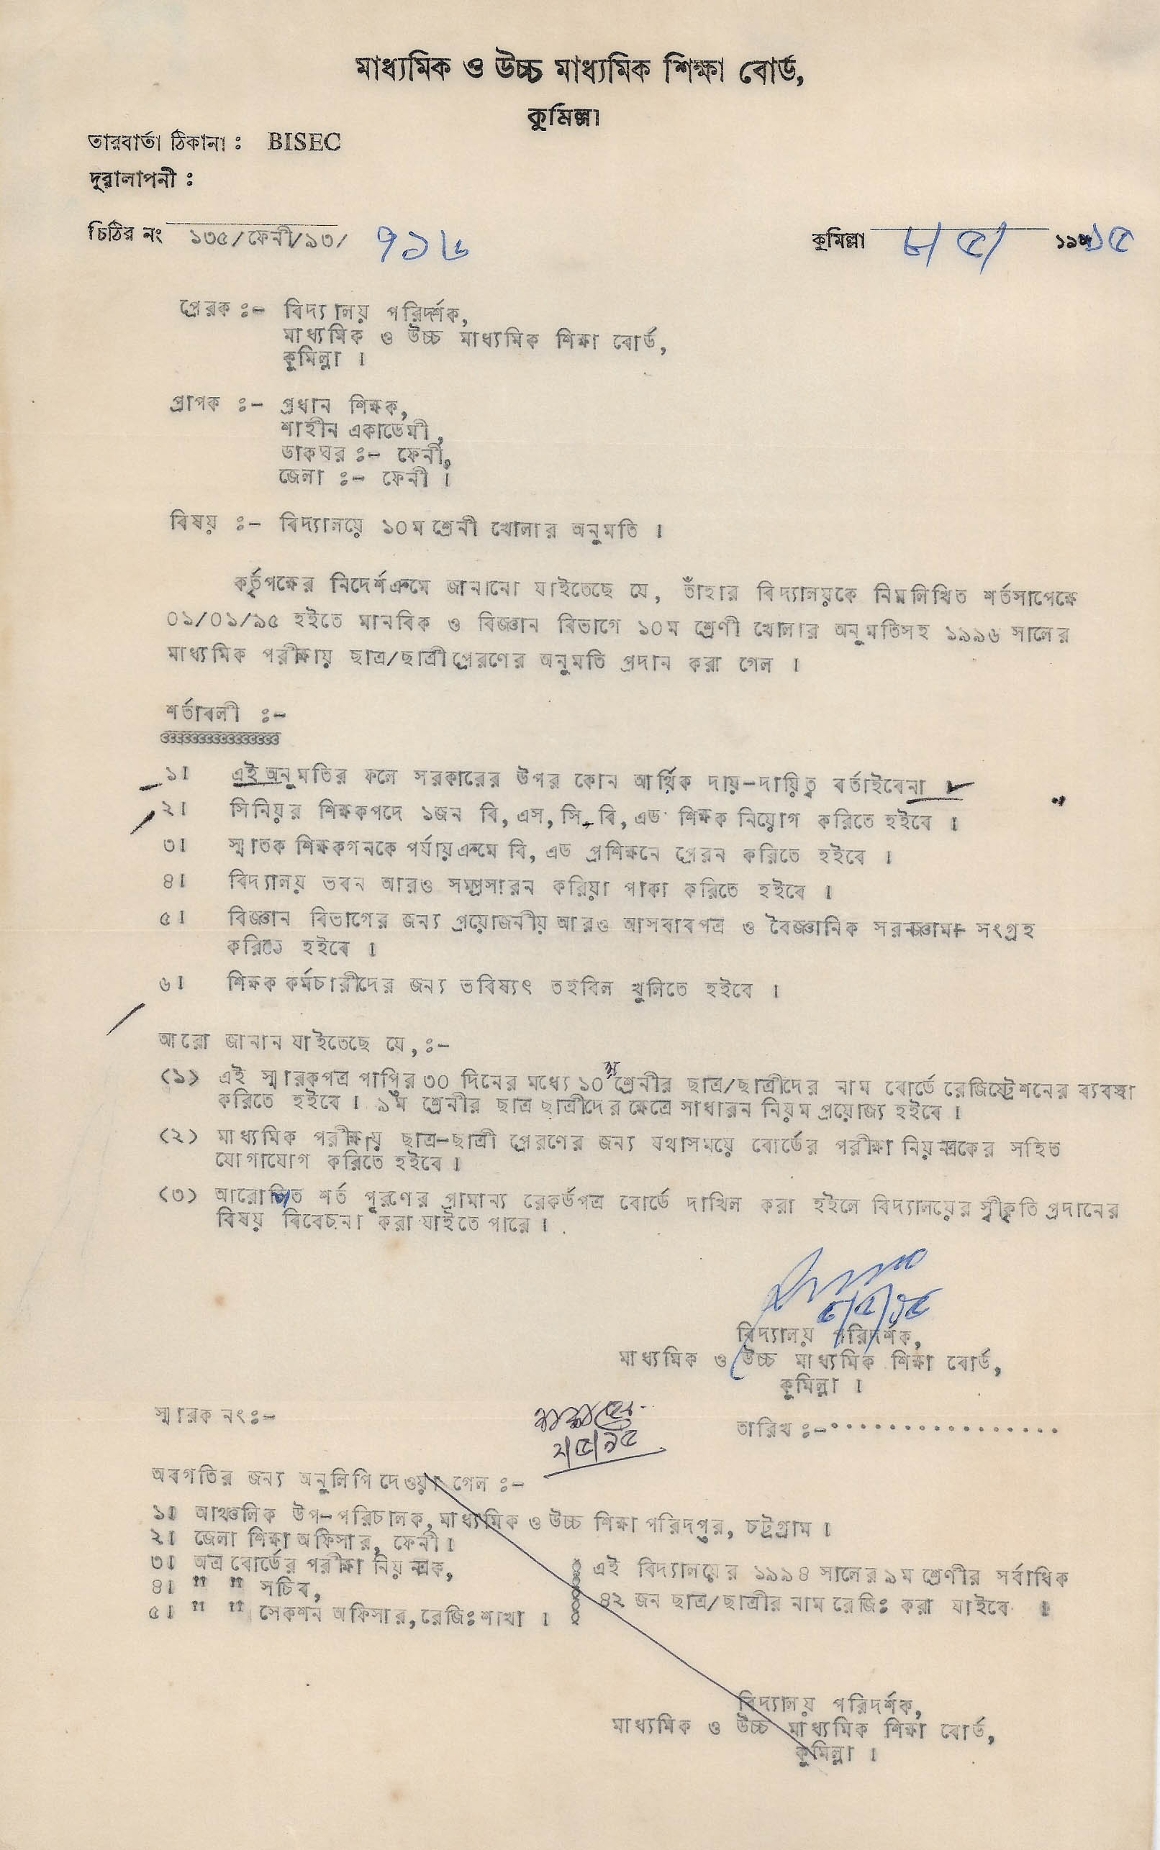 মাধ্যমিক ও উচ্চ মাধ্যমিক শিক্ষা বোর্ড,
কুমিল্লা
তারবার্তা ঠিকানা : BISEC
দুরালাপনী :
চিঠির নং ১৩৫/ফেনী/৯৩/ ৭১৬
কুমিল্লা ৮/৫/ ১৯৯৫
প্রেরক :- বিদ্যালয় পরিদর্শক,
মাধ্যমিক ও উচ্চ মাধ্যমিক শিক্ষা বোর্ড,
কুমিল্লা ।
প্রাপক :- প্রধান শিক্ষক,
শাহীন একাডেমী,
ডাকঘর :- ফেনী,
জেলা :- ফেনী ।
বিষয় :- বিদ্যালয়ে ১০ম শ্রেনী খোলার অনুমতি ।
কর্তৃপক্ষের নিদের্শক্রমে জানানো যাইতেছে যে, তাঁহার বিদ্যালয়কে নিম্নলিখিত শর্তসাপেক্ষে
০১/০১/৯৫ হইতে মানবিক ও বিজ্ঞান বিভাগে ১০ম শ্রেণী খোলার অনুমতিসহ ১৯৯৬ সালের
মাধ্যমিক পরীক্ষায় ছাত্র/ছাত্রী প্রেরণের অনুমতি প্রদান করা গেল ।
শর্তাবলী :-
১। এই অনুমতির ফলে সরকারের উপর কোন আর্থিক দায়-দায়িত্ব বর্তাইবেনা ।
২। সিনিয়র শিক্ষকপদে ১জন বি,এস,সি, বি,এড শিক্ষক নিয়োগ করিতে হইবে ।
৩। স্নাতক শিক্ষকগনকে পর্যায়ক্রমে বি,এড প্রশিক্ষনে প্রেরন করিতে হইবে ।
৪। বিদ্যালয় ভবন আরও সম্প্রসারন করিয়া পাকা করিতে হইবে ।
৫। বিজ্ঞান বিভাগের জন্য প্রয়োজনীয় আরও আসবাবপত্র ও বৈজ্ঞানিক সংগ্রহ
করিতে হইবে ।
৬। শিক্ষক কর্মচারীদের জন্য ভবিষ্যৎ তহবিল খুলিতে হইবে ।
আরো জানান যাইতেছে যে,:-
(১) এই স্মারকপত্র প্রাপ্তির ৩০ দিনের মধ্যে ১০ম শ্রেনীর ছাত্র/ছাত্রীদের নাম বোর্ডে রেজিস্ট্রেশনের ব্যবস্থা
করিতে হইবে । ৯ম শ্রেনীর ছাত্র ছাত্রীদের ক্ষেত্রে সাধারন নিয়ম প্রয়োজ্য হইবে ।
(২) মাধ্যমিক পরীক্ষায় ছাত্র-ছাত্রী প্রেরণের জন্য যথাসময়ে বোর্ডের পরীক্ষা নিয়ন্ত্রকের সহিত
যোগাযোগ করিতে হইবে ।
(৩) আরোপিত শর্ত পূরণের প্রামান্য রেকর্ডপত্র বোর্ডে দাখিল করা হইলে বিদ্যালয়ের স্বীকৃতি প্রদানের
বিষয় বিবেচনা করা যাইতে পারে ।
৮/৫/৯৫
বিদ্যালয় পরিদর্শক,
মাধ্যমিক ও উচ্চ মাধ্যমিক শিক্ষা বোর্ড,
কুমিল্লা ।
স্মারক নং:-
তারিখ :-..................
অবগতির জন্য অনুলিপি দেওয়া গেল :-
১। আঞ্চলিক উপ-পরিচালক, মাধ্যমিক ও উচ্চ শিক্ষা পরিদপ্তর, চট্টগ্রাম ।
২। জেলা শিক্ষা অফিসার, ফেনী ।
৩। অত্র বোর্ডের পরীক্ষা নিয়ন্ত্রক,
৪। " " সচিব,
৫। " " সেকশন অফিসার, রেজিঃ শাখা ।
এই বিদ্যালয়ের ১৯৯৪ সালের ৯ম শ্রেণীর সর্বাধিক
৪২ জন ছাত্র/ছাত্রীর নাম রেজিঃ করা যাইবে ।
বিদ্যালয় পরিদর্শক,
মাধ্যমিক ও উচ্চ মাধ্যমিক শিক্ষা বোর্ড,
কুমিল্লা ।